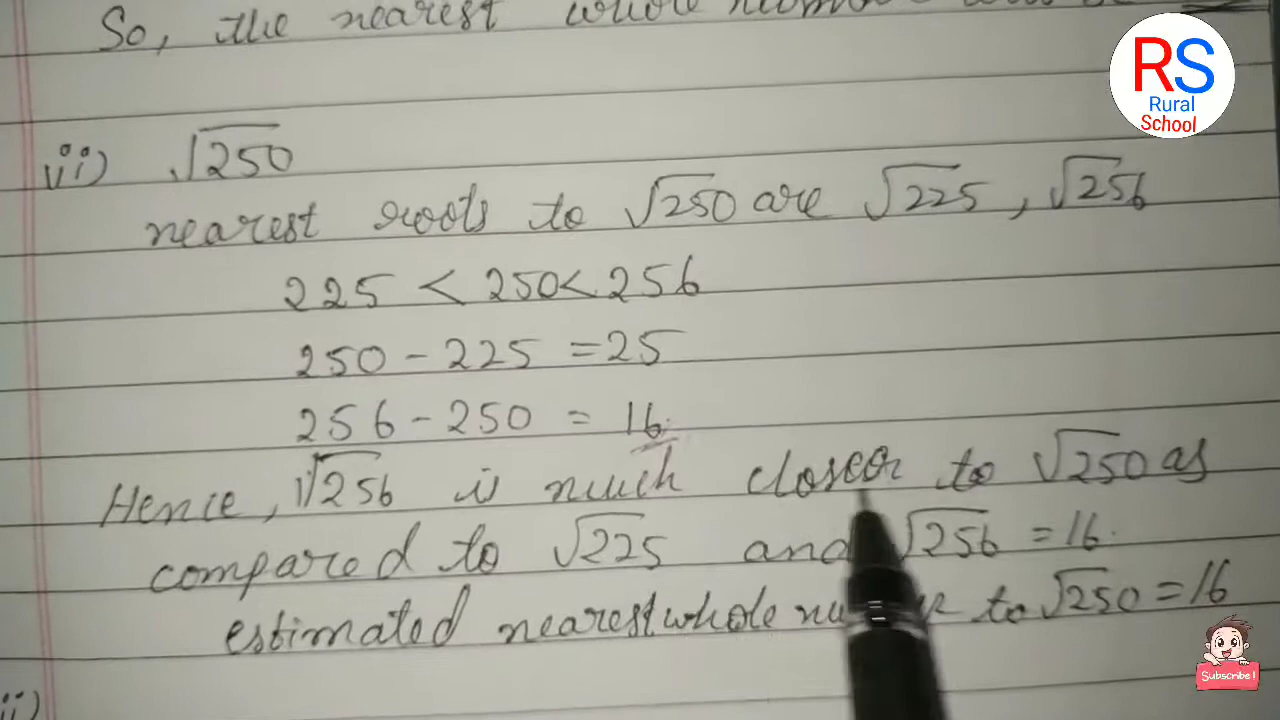 So, the nearest whole
RS
Rural
School
vii) √250
nearest roots to √250 are √225, √256
225 < 250 < 256
250 - 225 = 25
256 - 250 = 16
Hence, √256 is much closer to √250 as
compared to √225 and √256 = 16.
estimated nearest whole to √250 = 16
Subscribe!
ii)